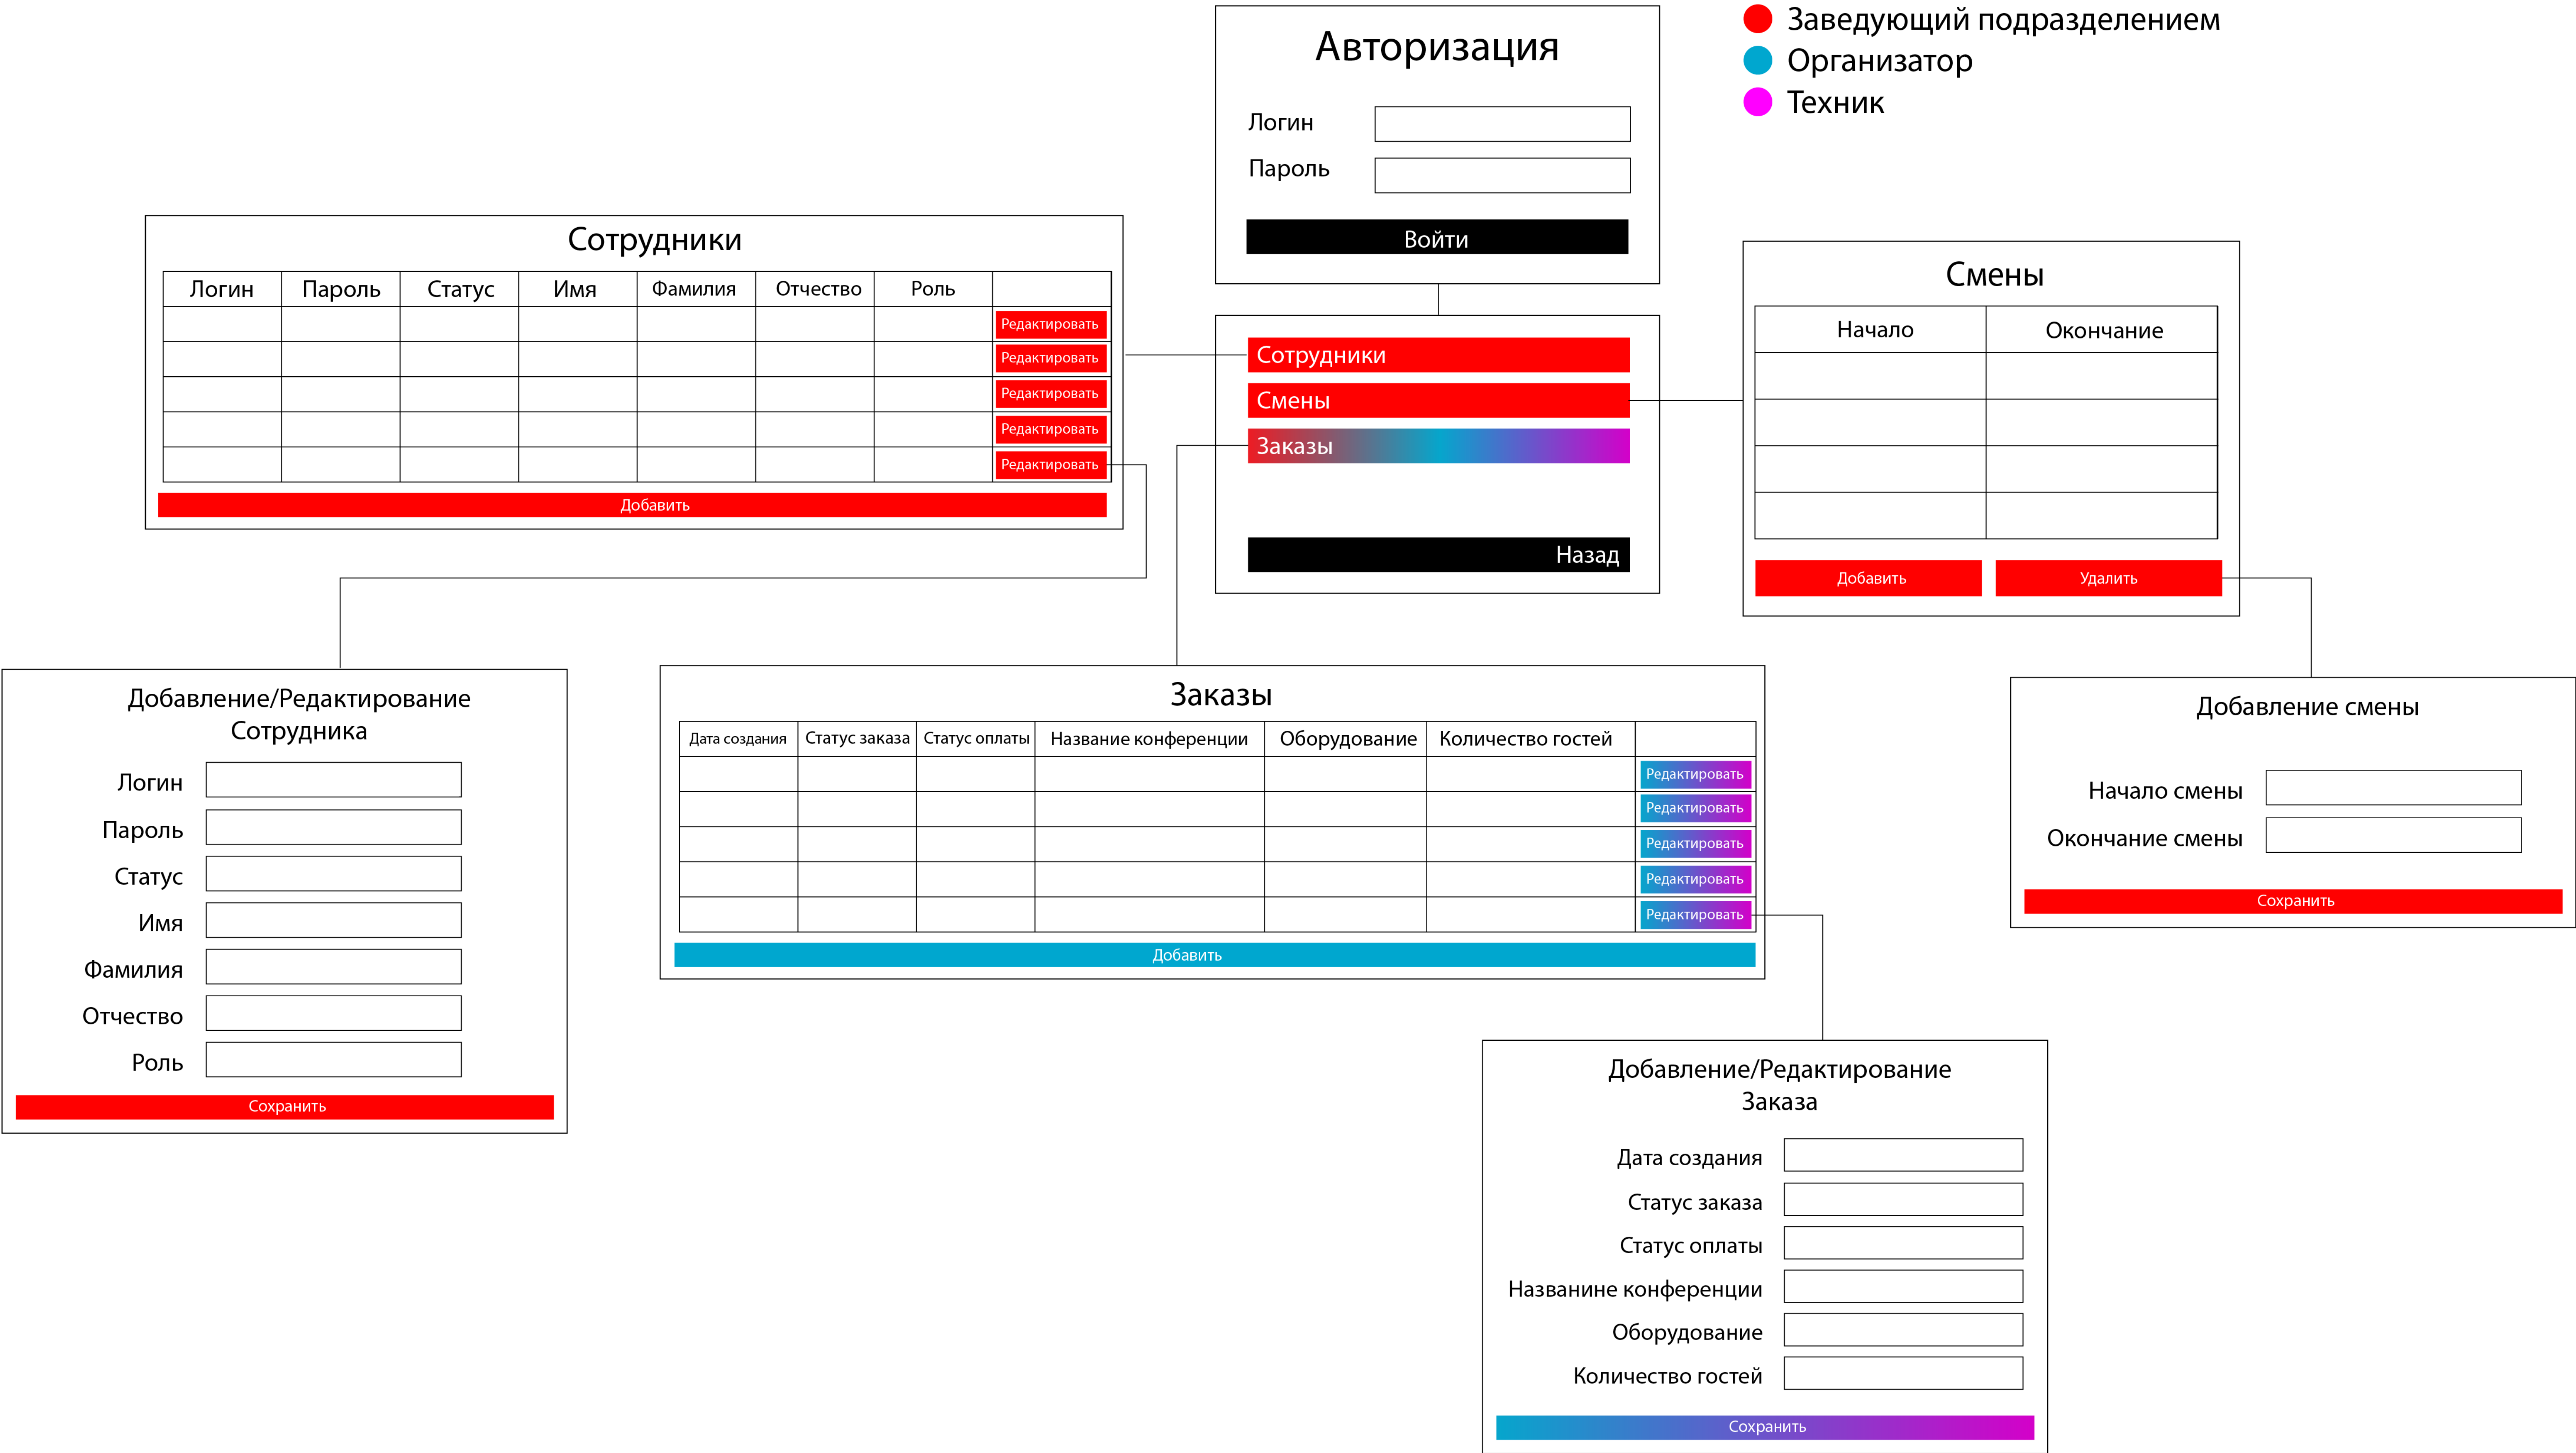 Авторизация
Логин
Пароль
Войти
Заведующий подразделением
Организатор
Техник
Сотрудники
Логин Пароль Статус Имя Фамилия Отчество Роль
Редактировать
Редактировать
Редактировать
Редактировать
Редактировать
Добавить
Сотрудники
Смены
Заказы
Назад
Смены
Начало Окончание
Добавить Удалить
Добавление/Редактирование
Сотрудника
Логин
Пароль
Статус
Имя
Фамилия
Отчество
Роль
Сохранить
Заказы
Дата создания Статус заказа Статус оплаты Название конференции Оборудование Количество гостей
Редактировать
Редактировать
Редактировать
Редактировать
Редактировать
Добавить
Добавление смены
Начало смены
Окончание смены
Сохранить
Добавление/Редактирование
Заказа
Дата создания
Статус заказа
Статус оплаты
Названине конференции
Оборудование
Количество гостей
Сохранить